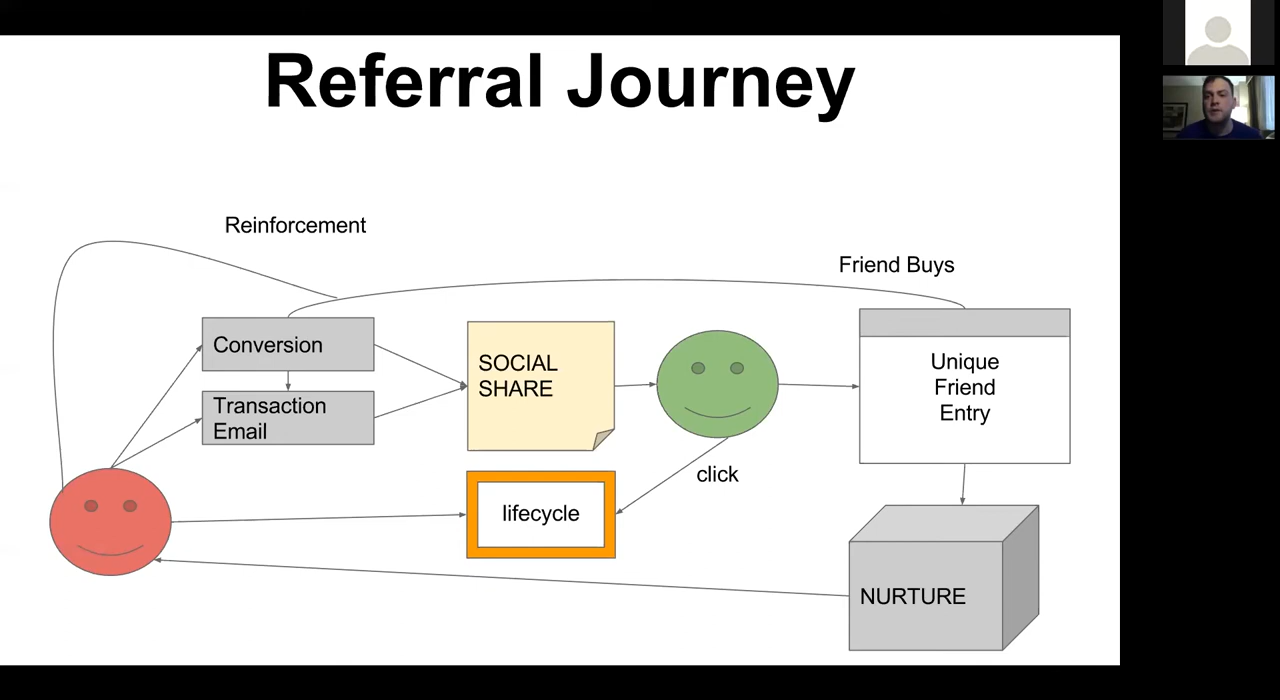 Referral Journey
Reinforcement
Friend Buys
Conversion
Transaction
Email
SOCIAL
SHARE
Unique
Friend
Entry
click
lifecycle
NURTURE